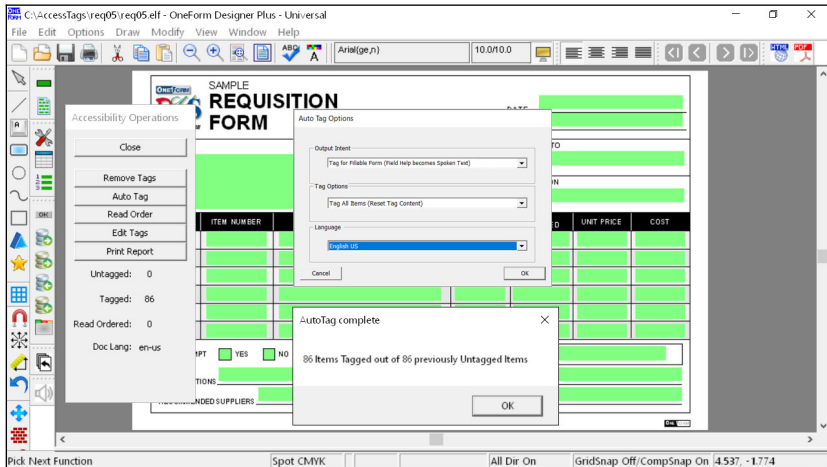 C:\AccessTags\req05\req05.elf - OneForm Designer Plus - Universal
File Edit Options Draw Modify View Window Help
ABC
Arial(ge,n)
10.0/10.0
HTML
PDF
SAMPLE
OneForm
REQUISITION
FORM
Accessibility Operations
Close
Remove Tags
Auto Tag
Read Order
Edit Tags
Print Report
Untagged: 0
Tagged: 86
Read Ordered: 0
Doc Lang: en-us
Auto Tag Options
Output Intent
Tag for Fillable Form (Field Help becomes Spoken Text)
Tag Options
Tag All Items (Reset Tag Content)
Language
English US
Cancel
OK
TO
ITEM NUMBER
UNIT PRICE
COST
AutoTag complete
86 Items Tagged out of 86 previously Untagged Items
OK
YES
NO
Pick Next Function
Spot CMYK
All Dir On
GridSnap Off/CompSnap On
4.537, -1.774